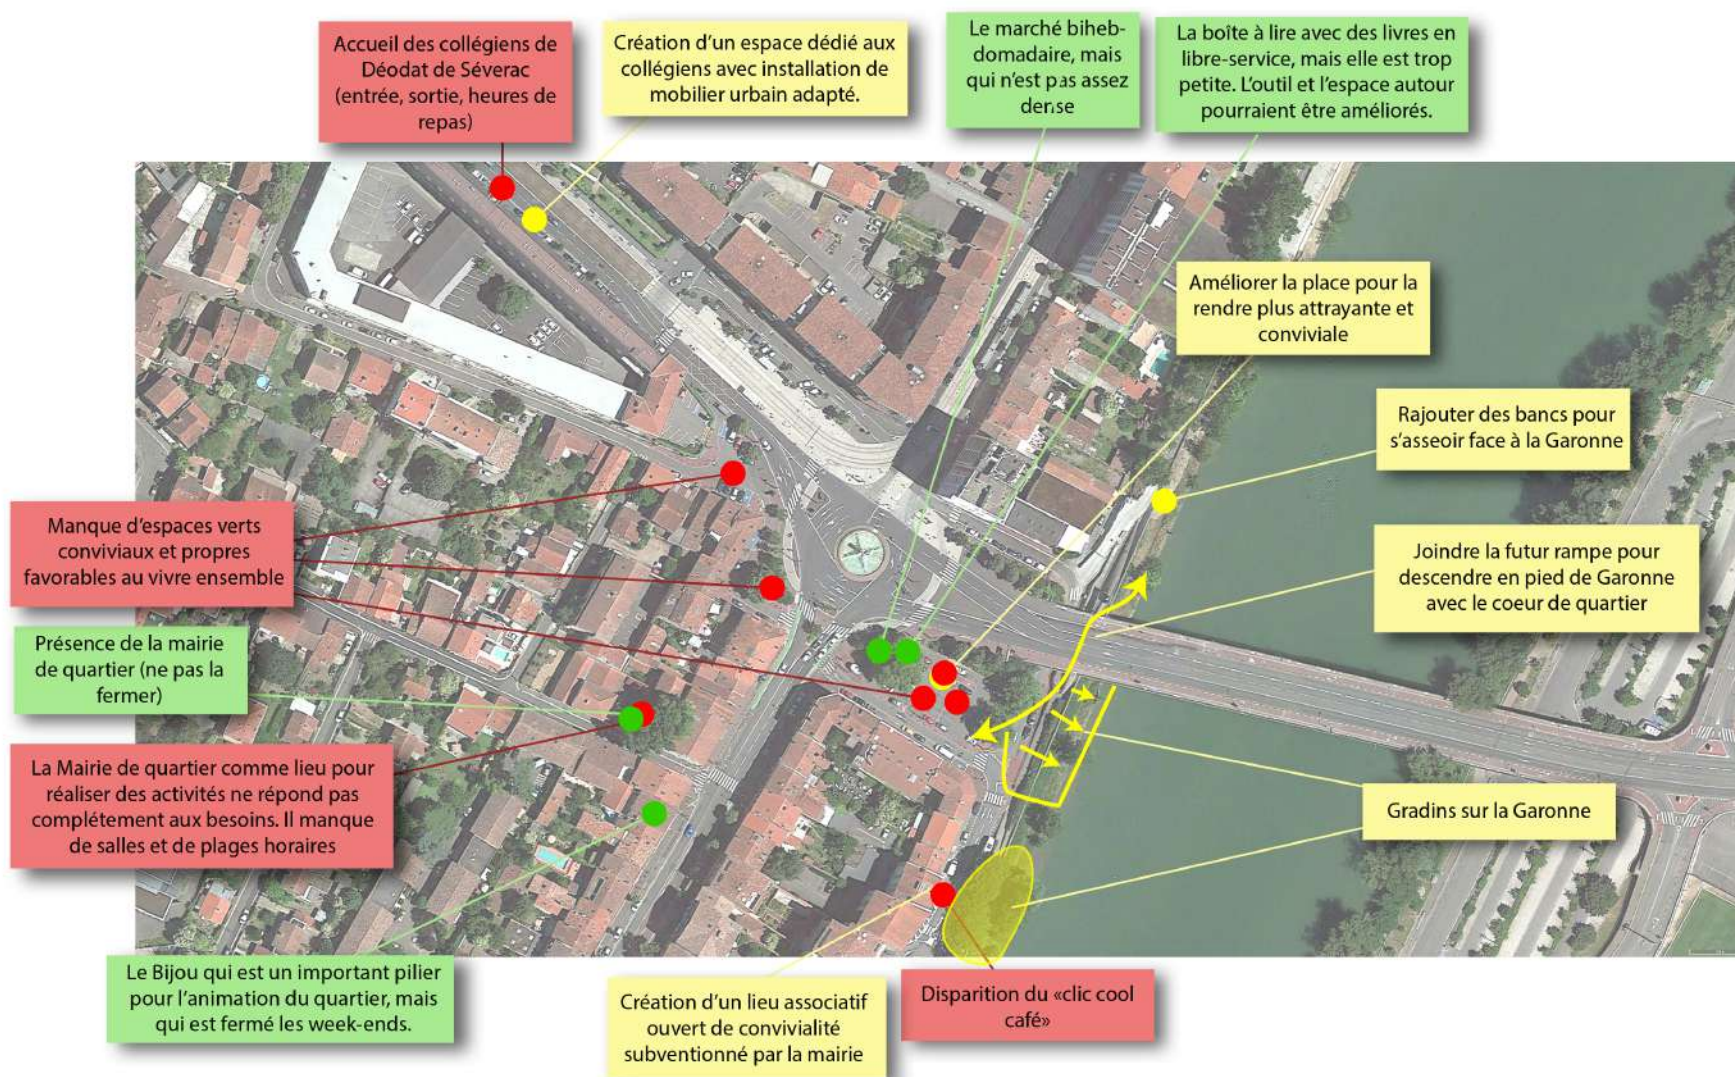 Accueil des collégiens de
Déodat de Séverac
(entrée, sortie, heures de
repas)
Création d'un espace dédié aux
collégiens avec installation de
mobilier urbain adapté.
Le marché biheb-
domadaire, mais
qui n'est pas assez
dense
La boîte à lire avec des livres en
libre-service, mais elle est trop
petite. L'outil et l'espace autour
pourraient être améliorés.
Améliorer la place pour la
rendre plus attrayante et
conviviale
Rajouter des bancs pour
s'asseoir face à la Garonne
Manque d'espaces verts
conviviaux et propres
favorables au vivre ensemble
Joindre la futur rampe pour
descendre en pied de Garonne
avec le coeur de quartier
Présence de la mairie
de quartier (ne pas la
fermer)
La Mairie de quartier comme lieu pour
réaliser des activités ne répond pas
complétement aux besoins. Il manque
de salles et de plages horaires
Gradins sur la Garonne
Le Bijou qui est un important pilier
pour l'animation du quartier, mais
qui est fermé les week-ends.
Création d'un lieu associatif
ouvert de convivialité
subventionné par la mairie
Disparition du «clic cool
café»